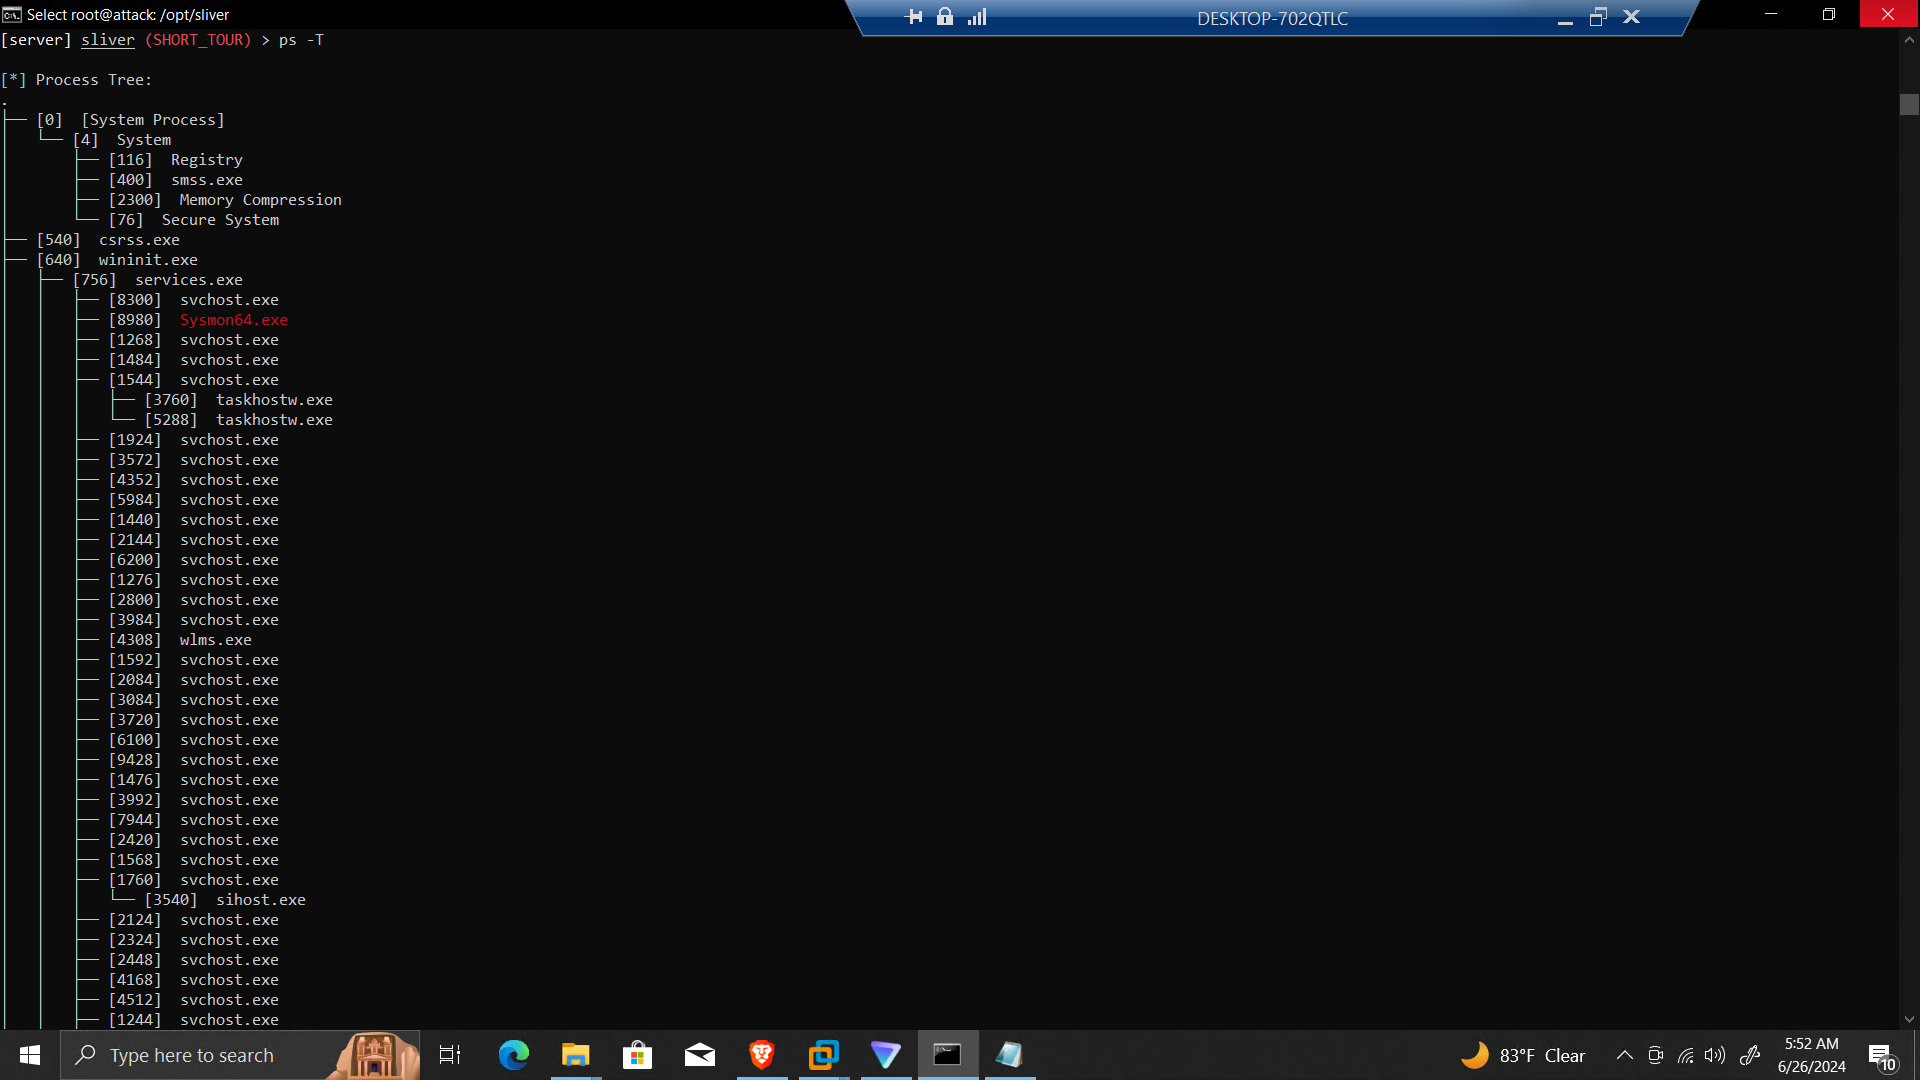 Select root@attack: /opt/sliver
DESKTOP-702QTLC
[server] sliver (SHORT_TOUR) > ps -T
[*] Process Tree:
.
├── [0]  [System Process]
│   └── [4]  System
│       ├── [116]  Registry
│       ├── [400]  smss.exe
│       ├── [2300]  Memory Compression
│       └── [76]  Secure System
├── [540]  csrss.exe
├── [640]  wininit.exe
│   ├── [756]  services.exe
│   │   ├── [8300]  svchost.exe
│   │   ├── [8980]  Sysmon64.exe
│   │   ├── [1268]  svchost.exe
│   │   ├── [1484]  svchost.exe
│   │   ├── [1544]  svchost.exe
│   │   │   ├── [3760]  taskhostw.exe
│   │   │   └── [5288]  taskhostw.exe
│   │   ├── [1924]  svchost.exe
│   │   ├── [3572]  svchost.exe
│   │   ├── [4352]  svchost.exe
│   │   ├── [5984]  svchost.exe
│   │   ├── [1440]  svchost.exe
│   │   ├── [2144]  svchost.exe
│   │   ├── [6200]  svchost.exe
│   │   ├── [1276]  svchost.exe
│   │   ├── [2800]  svchost.exe
│   │   ├── [3984]  svchost.exe
│   │   ├── [4308]  wlms.exe
│   │   ├── [1592]  svchost.exe
│   │   ├── [2084]  svchost.exe
│   │   ├── [3084]  svchost.exe
│   │   ├── [3720]  svchost.exe
│   │   ├── [6100]  svchost.exe
│   │   ├── [9428]  svchost.exe
│   │   ├── [1476]  svchost.exe
│   │   ├── [3992]  svchost.exe
│   │   ├── [7944]  svchost.exe
│   │   ├── [2420]  svchost.exe
│   │   ├── [1568]  svchost.exe
│   │   ├── [1760]  svchost.exe
│   │   │   └── [3540]  sihost.exe
│   │   ├── [2124]  svchost.exe
│   │   ├── [2324]  svchost.exe
│   │   ├── [2448]  svchost.exe
│   │   ├── [4168]  svchost.exe
│   │   ├── [4512]  svchost.exe
│   │   ├── [1244]  svchost.exe
Type here to search
83°F Clear
5:52 AM
6/26/2024
10